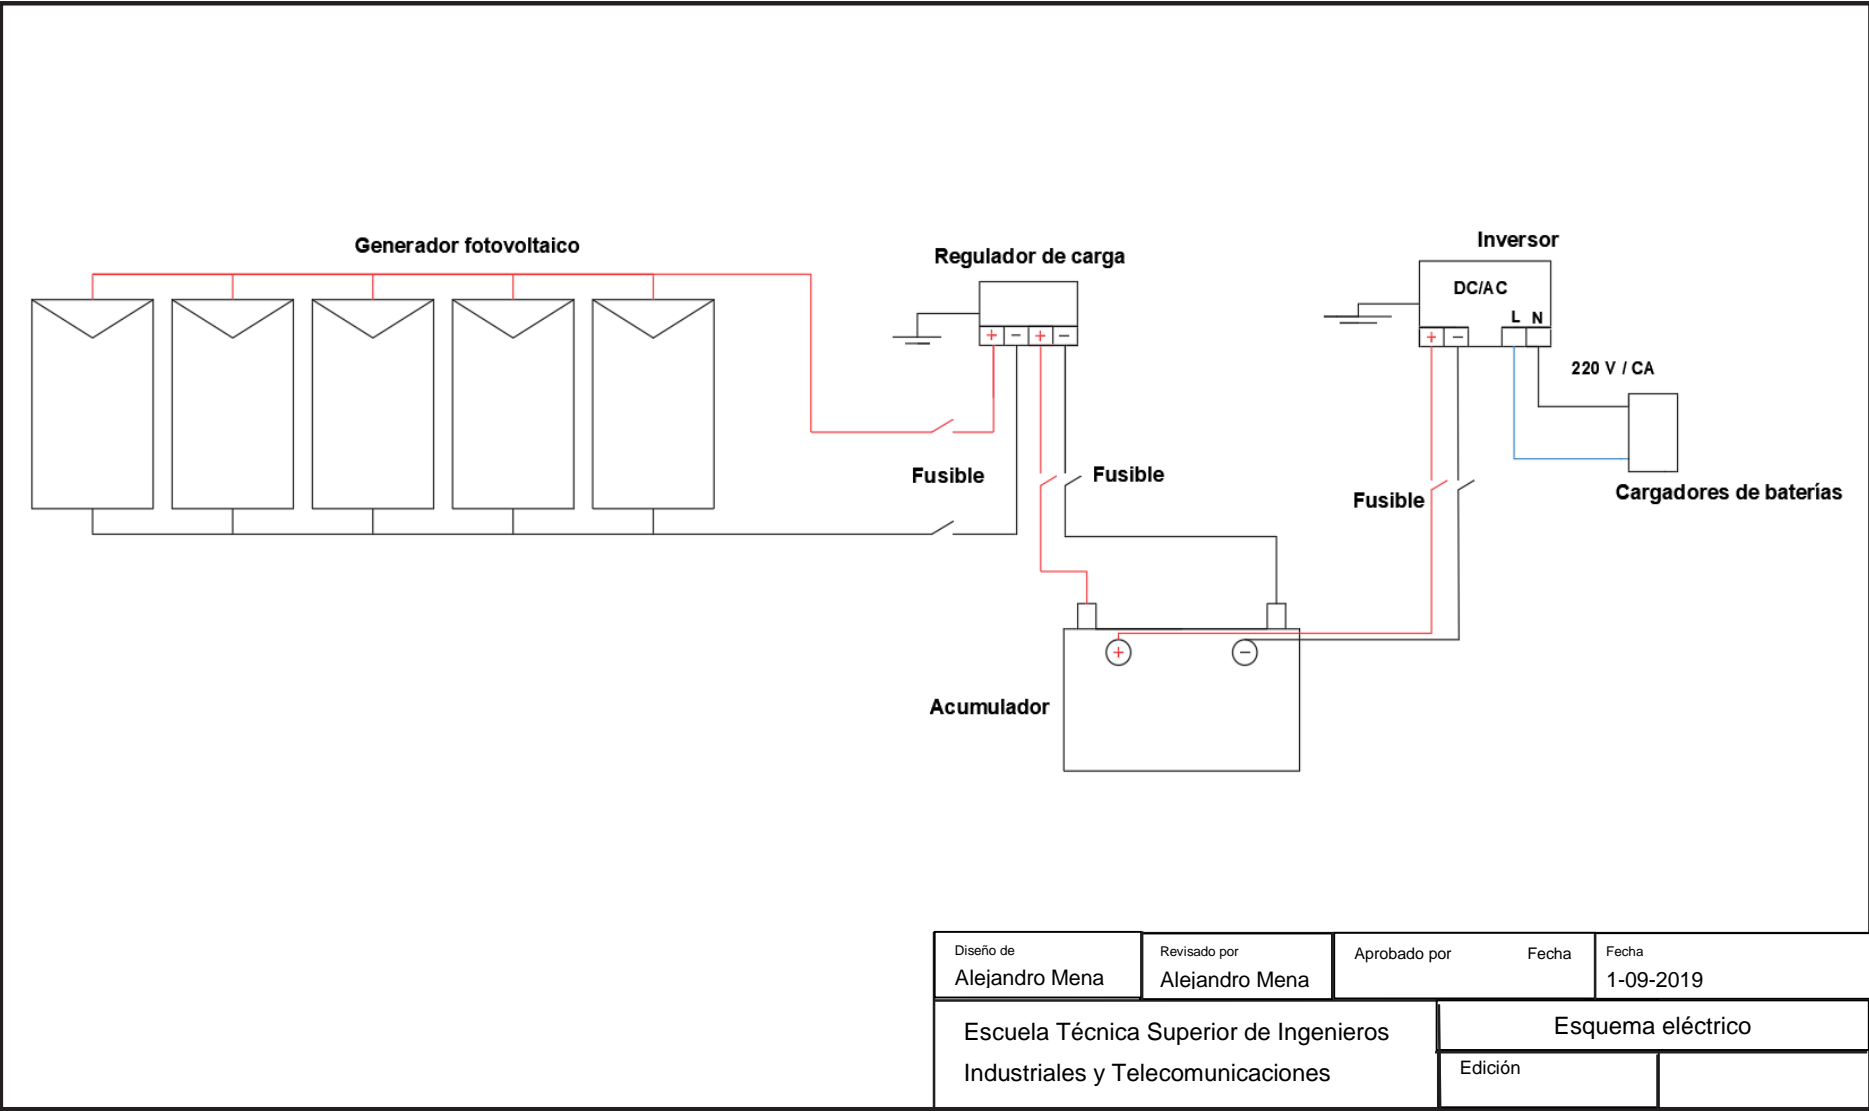 Generador fotovoltaico
Regulador de carga
+ − + −
Inversor
DC/AC
L N
+ −
220 V / CA
Cargadores de baterías
Fusible
Fusible
Fusible
+ −
Acumulador
Diseño de
Alejandro Mena
Revisado por
Alejandro Mena
Aprobado por Fecha
Fecha
1-09-2019
Escuela Técnica Superior de Ingenieros
Industriales y Telecomunicaciones
Esquema eléctrico
Edición